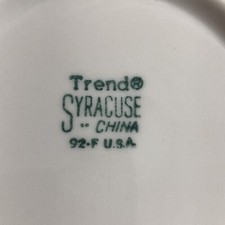 Trend®
SYRACUSE
·· CHINA
92-F U.S.A.